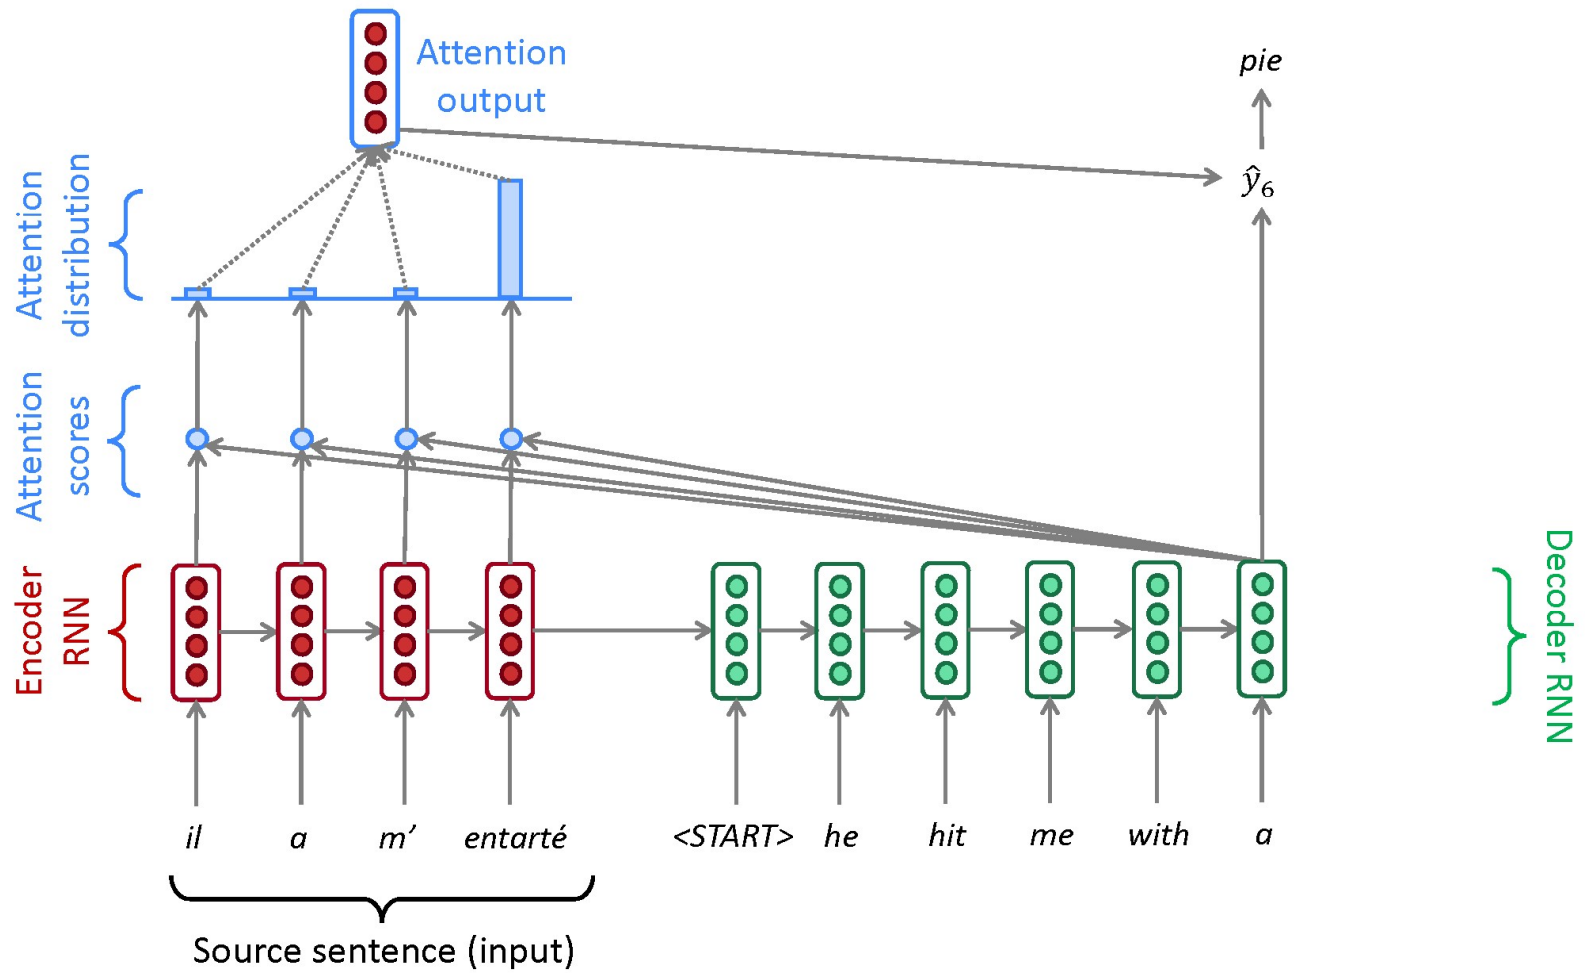 Attention
output
pie
ŷ₆
Attention
distribution
Attention
scores
Encoder
RNN
Decoder RNN
il a m’ entarté <START> he hit me with a
Source sentence (input)